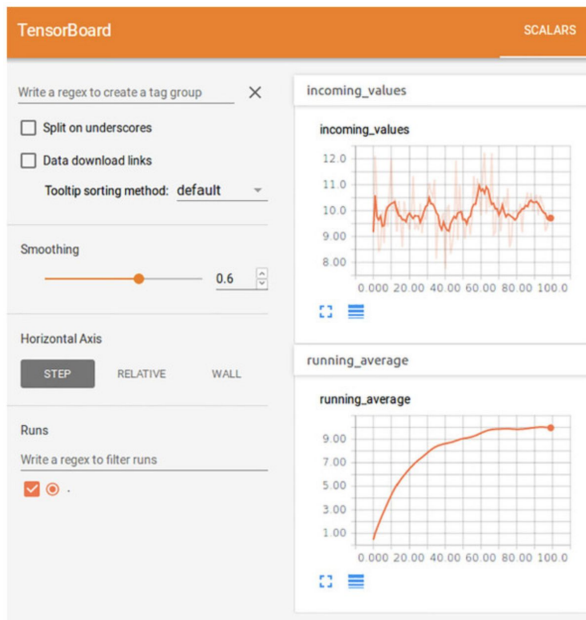 TensorBoard
SCALARS
Write a regex to create a tag group
Split on underscores
Data download links
Tooltip sorting method: default
Smoothing
0.6
Horizontal Axis
STEP RELATIVE WALL
Runs
Write a regex to filter runs
.
incoming_values
incoming_values
12.0
11.0
10.0
9.00
8.00
0.000 20.00 40.00 60.00 80.00 100.0
running_average
running_average
9.00
7.00
5.00
3.00
1.00
0.000 20.00 40.00 60.00 80.00 100.0